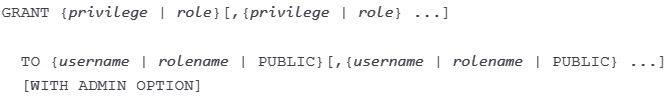 GRANT {privilege | role}[,{privilege | role} ...]
TO {username | rolename | PUBLIC}[,{username | rolename | PUBLIC} ...]
[WITH ADMIN OPTION]